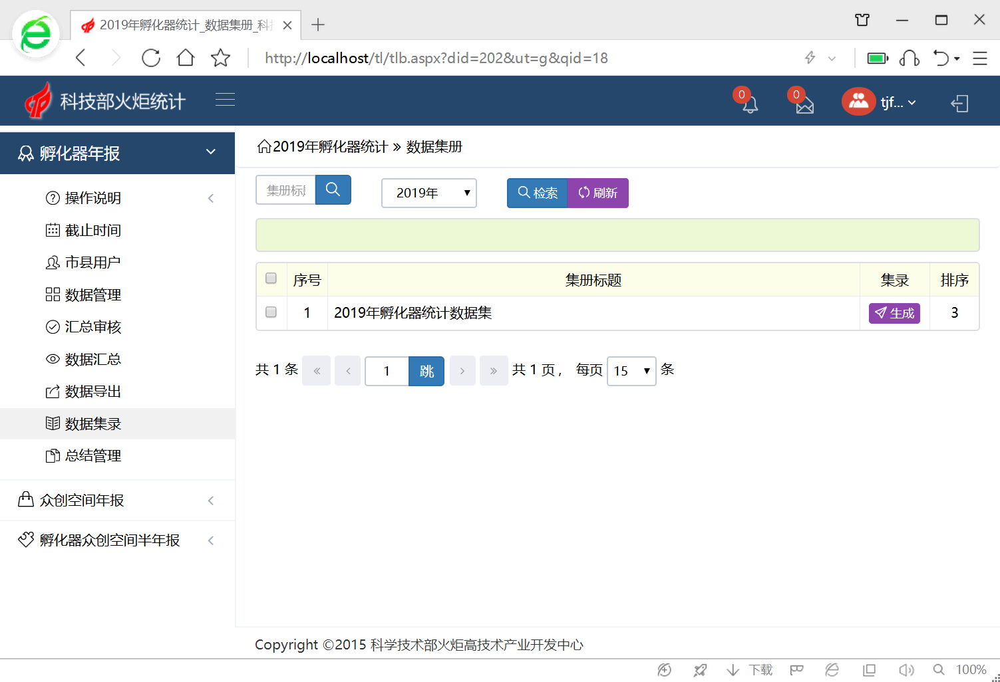 2019年孵化器统计_数据集册_科
http://localhost/tl/tlb.aspx?did=202&ut=g&qid=18
科技部火炬统计
0
0
tjf...
孵化器年报
操作说明
截止时间
市县用户
数据管理
汇总审核
数据汇总
数据导出
数据集录
总结管理
众创空间年报
孵化器众创空间半年报
2019年孵化器统计 » 数据集册
集册标 2019年 检索 刷新
序号 集册标题 集录 排序
1 2019年孵化器统计数据集 生成 3
共 1 条 « ‹ 1 跳 › » 共 1 页， 每页 15 条
Copyright ©2015 科学技术部火炬高技术产业开发中心
下载 100%